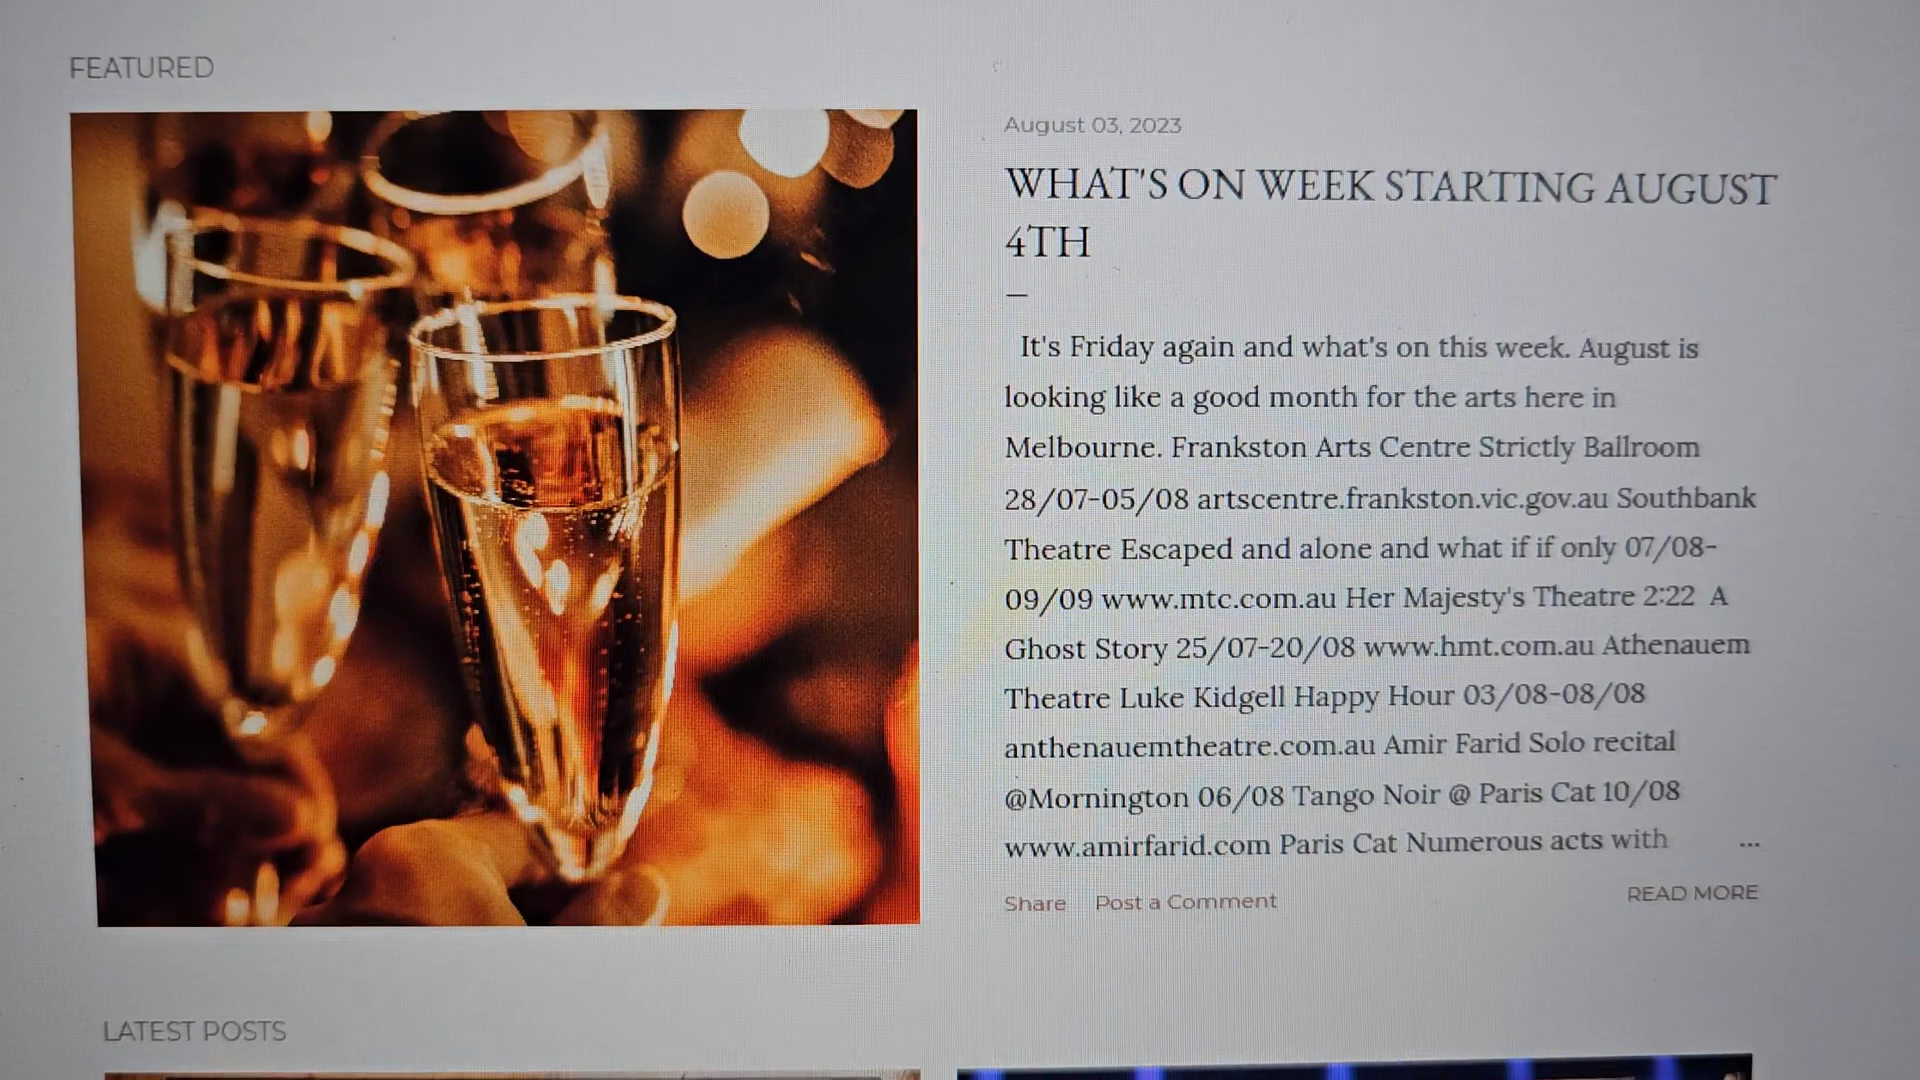 FEATURED
August 03, 2023
WHAT'S ON WEEK STARTING AUGUST
4TH
It's Friday again and what's on this week. August is
looking like a good month for the arts here in
Melbourne. Frankston Arts Centre Strictly Ballroom
28/07-05/08 artscentre.frankston.vic.gov.au Southbank
Theatre Escaped and alone and what if if only 07/08-
09/09 www.mtc.com.au Her Majesty's Theatre 2:22 A
Ghost Story 25/07-20/08 www.hmt.com.au Athenauem
Theatre Luke Kidgell Happy Hour 03/08-08/08
anthenauemtheatre.com.au Amir Farid Solo recital
@Mornington 06/08 Tango Noir @ Paris Cat 10/08
www.amirfarid.com Paris Cat Numerous acts with ...
Share Post a Comment READ MORE
LATEST POSTS